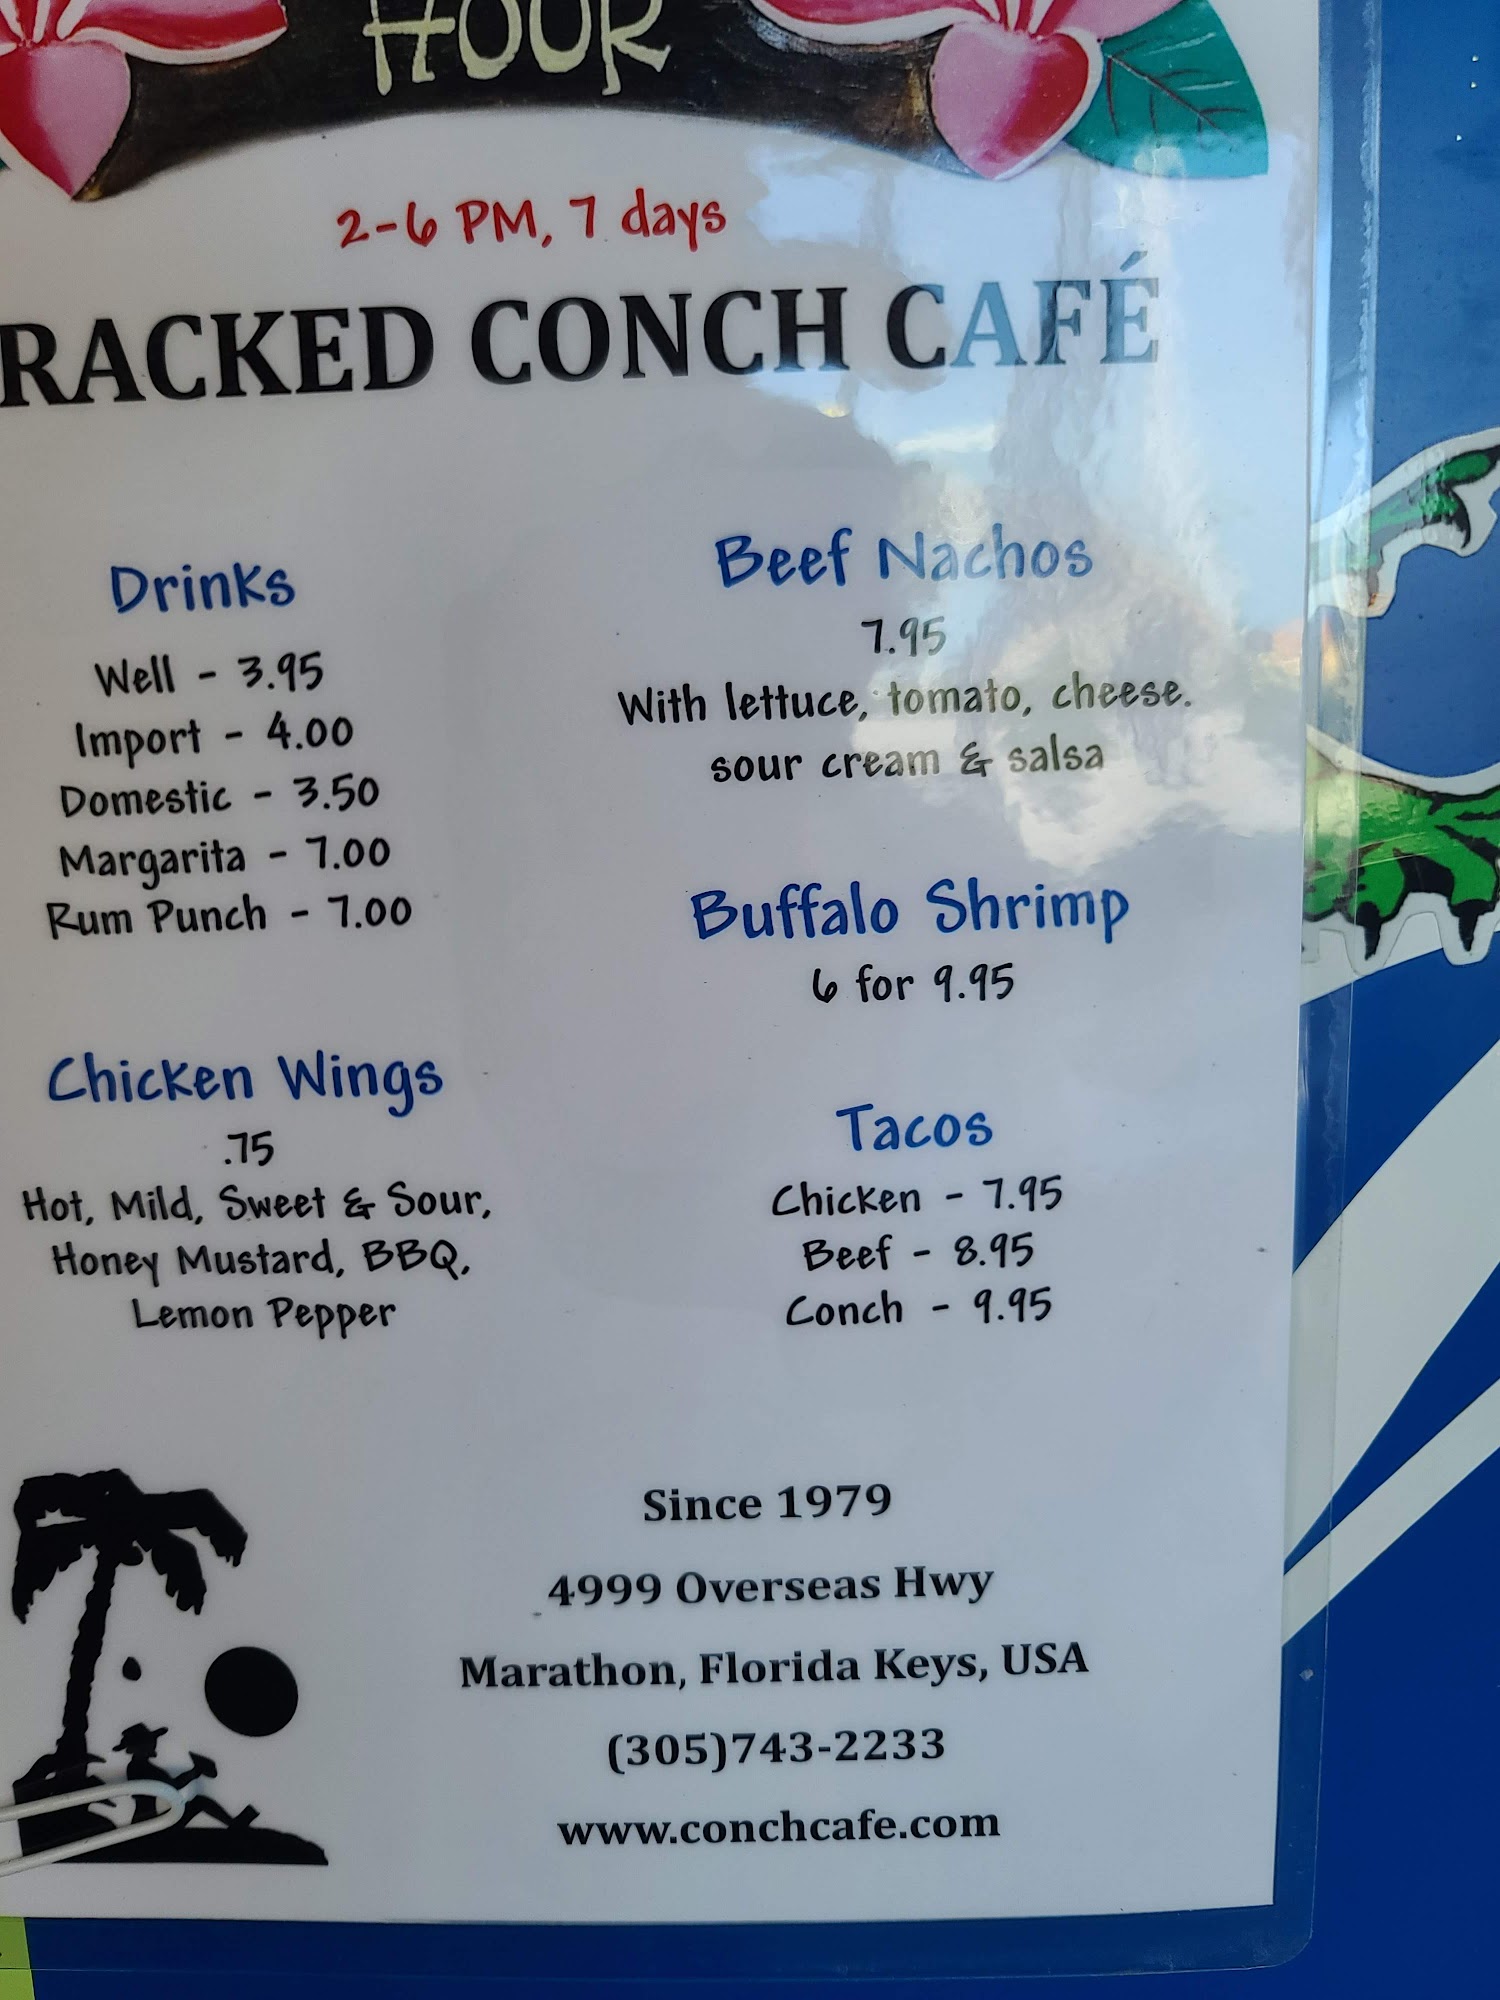 HOUR
2-6 PM, 7 days
RACKED CONCH CAFÉ
Drinks
Well - 3.95
Import - 4.00
Domestic - 3.50
Margarita - 7.00
Rum Punch - 7.00
Chicken Wings
.75
Hot, Mild, Sweet & Sour,
Honey Mustard, BBQ,
Lemon Pepper
Beef Nachos
7.95
With lettuce, tomato, cheese.
sour cream & salsa
Buffalo Shrimp
6 for 9.95
Tacos
Chicken - 7.95
Beef - 8.95
Conch - 9.95
Since 1979
4999 Overseas Hwy
Marathon, Florida Keys, USA
(305)743-2233
www.conchcafe.com